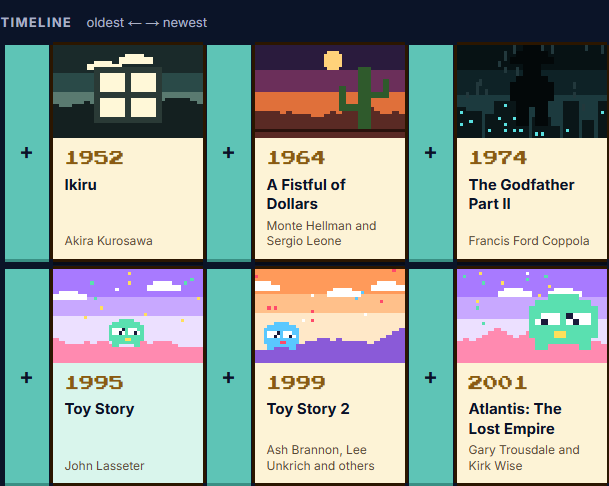 TIMELINE oldest ←→ newest
+
1952
Ikiru
Akira Kurosawa
+
1964
A Fistful of
Dollars
Monte Hellman and
Sergio Leone
+
1974
The Godfather
Part II
Francis Ford Coppola
+
1995
Toy Story
John Lasseter
+
1999
Toy Story 2
Ash Brannon, Lee
Unkrich and others
+
2001
Atlantis: The
Lost Empire
Gary Trousdale and
Kirk Wise